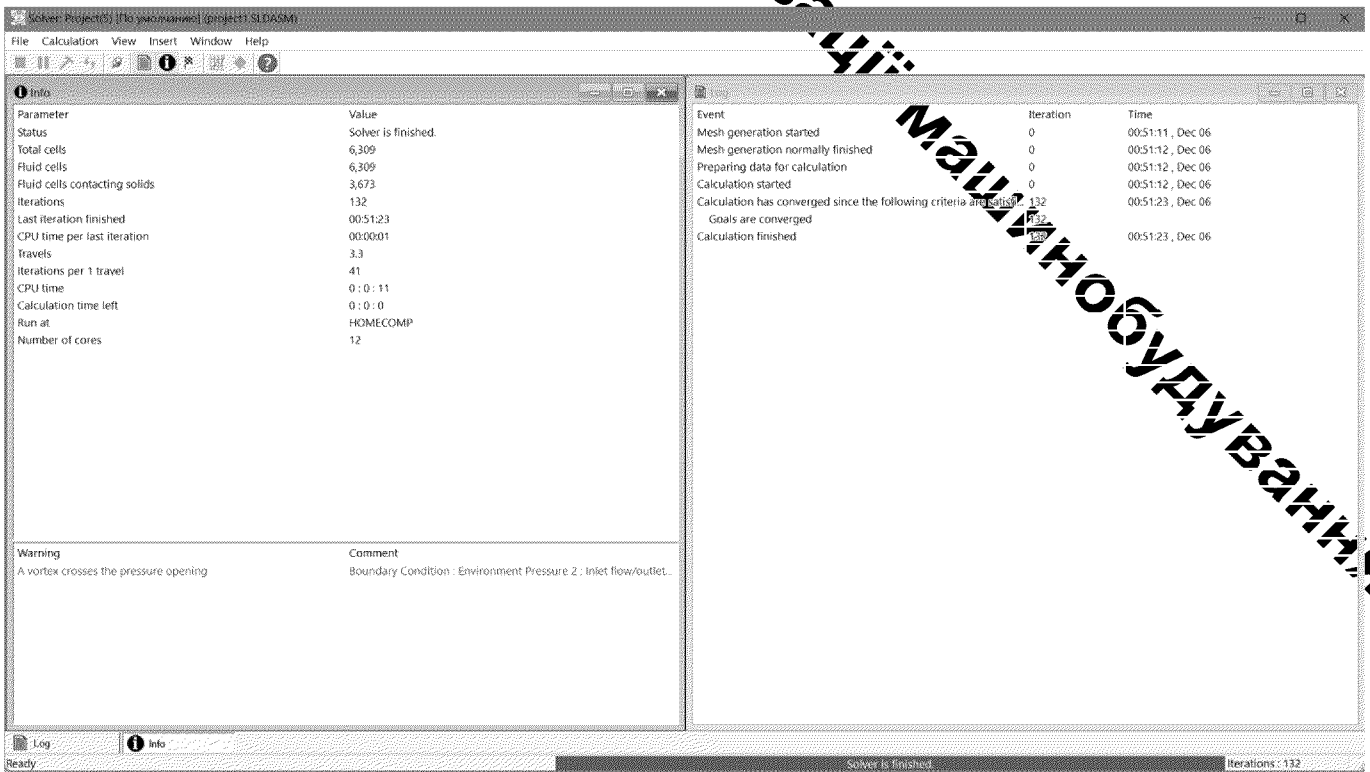 Solver: Project(5) [По умолчанию] (project1.SLDASM)
File Calculation View Insert Window Help
Info
Parameter Value
Status Solver is finished.
Total cells 6,309
Fluid cells 6,309
Fluid cells contacting solids 3,673
Iterations 132
Last iteration finished 00:51:23
CPU time per last iteration 00:00:01
Travels 3.3
Iterations per 1 travel 41
CPU time 0 : 0 : 11
Calculation time left 0 : 0 : 0
Run at HOMECOMP
Number of cores 12
Warning Comment
A vortex crosses the pressure opening Boundary Condition : Environment Pressure 2 ; Inlet flow/outlet...
Log
Event Iteration Time
Mesh generation started 0 00:51:11 , Dec 06
Mesh generation normally finished 0 00:51:12 , Dec 06
Preparing data for calculation 0 00:51:12 , Dec 06
Calculation started 0 00:51:12 , Dec 06
Calculation has converged since the following criteria are satisfi... 132 00:51:23 , Dec 06
Goals are converged 132
Calculation finished 132 00:51:23 , Dec 06
машинобудування
Log Info
Ready Solver is finished. Iterations : 132